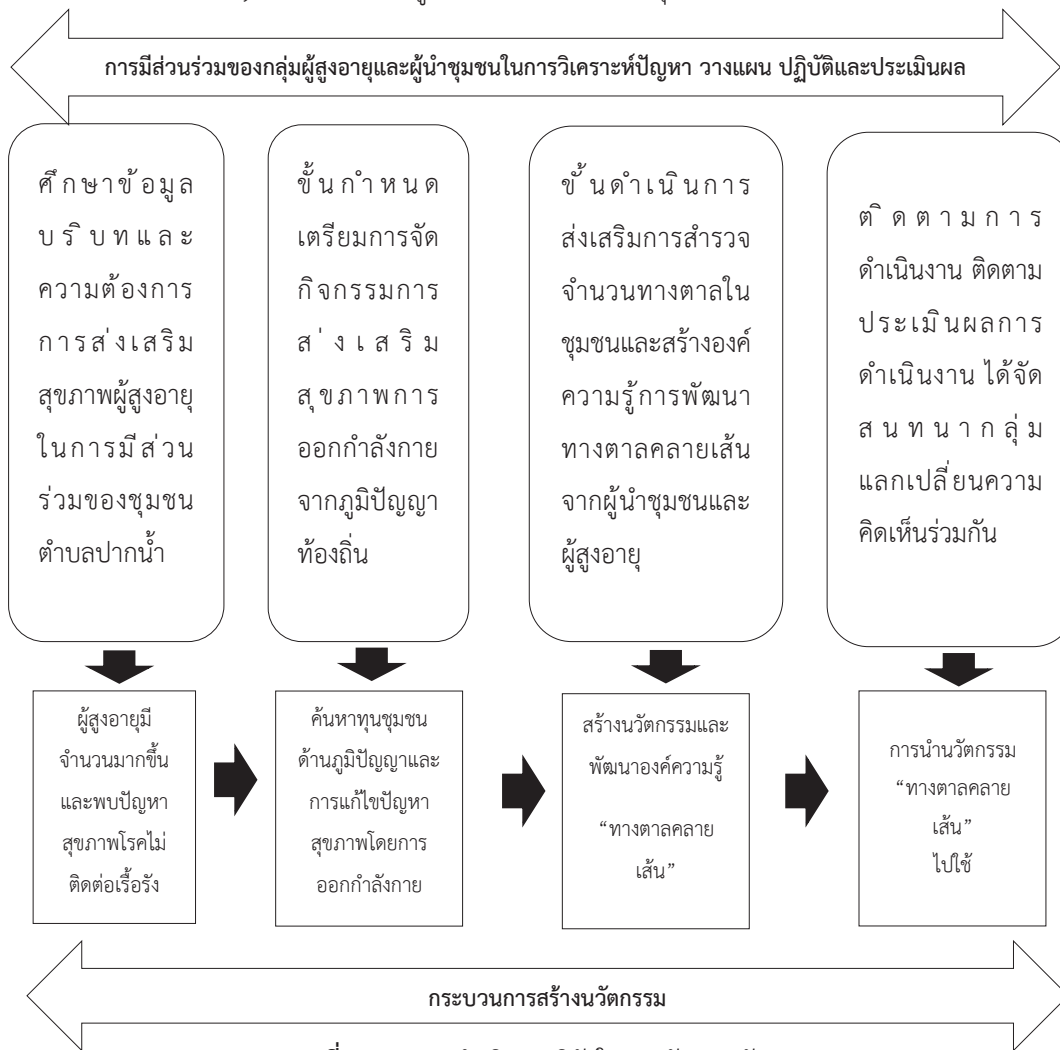 การมีส่วนร่วมของกลุ่มผู้สูงอายุและผู้นำชุมชนในการวิเคราะห์ปัญหา วางแผน ปฏิบัติและประเมินผล
ศึกษาข้อมูล
บริบทและ
ความต้องการ
การส่งเสริม
สุขภาพผู้สูงอายุ
ในการมีส่วน
ร่วมของชุมชน
ตำบลปากน้ำ
ขั้นกำหนด
เตรียมการจัด
กิจกรรมการ
ส่งเสริม
สุขภาพการ
ออกกำลังกาย
จากภูมิปัญญา
ท้องถิ่น
ขั้นดำเนินการ
ส่งเสริมการสำรวจ
จำนวนทางตาลใน
ชุมชนและสร้างองค์
ความรู้การพัฒนา
ทางตาลคลายเส้น
จากผู้นำชุมชนและ
ผู้สูงอายุ
ติดตามการ
ดำเนินงาน ติดตาม
ประเมินผลการ
ดำเนินงาน ได้จัด
สนทนากลุ่ม
แลกเปลี่ยนความ
คิดเห็นร่วมกัน
ผู้สูงอายุมี
จำนวนมากขึ้น
และพบปัญหา
สุขภาพโรคไม่
ติดต่อเรื้อรัง
ค้นหาทุนชุมชน
ด้านภูมิปัญญาและ
การแก้ไขปัญหา
สุขภาพโดยการ
ออกกำลังกาย
สร้างนวัตกรรมและ
พัฒนาองค์ความรู้
“ทางตาลคลาย
เส้น”
การนำนวัตกรรม
“ทางตาลคลาย
เส้น”
ไปใช้
กระบวนการสร้างนวัตกรรม